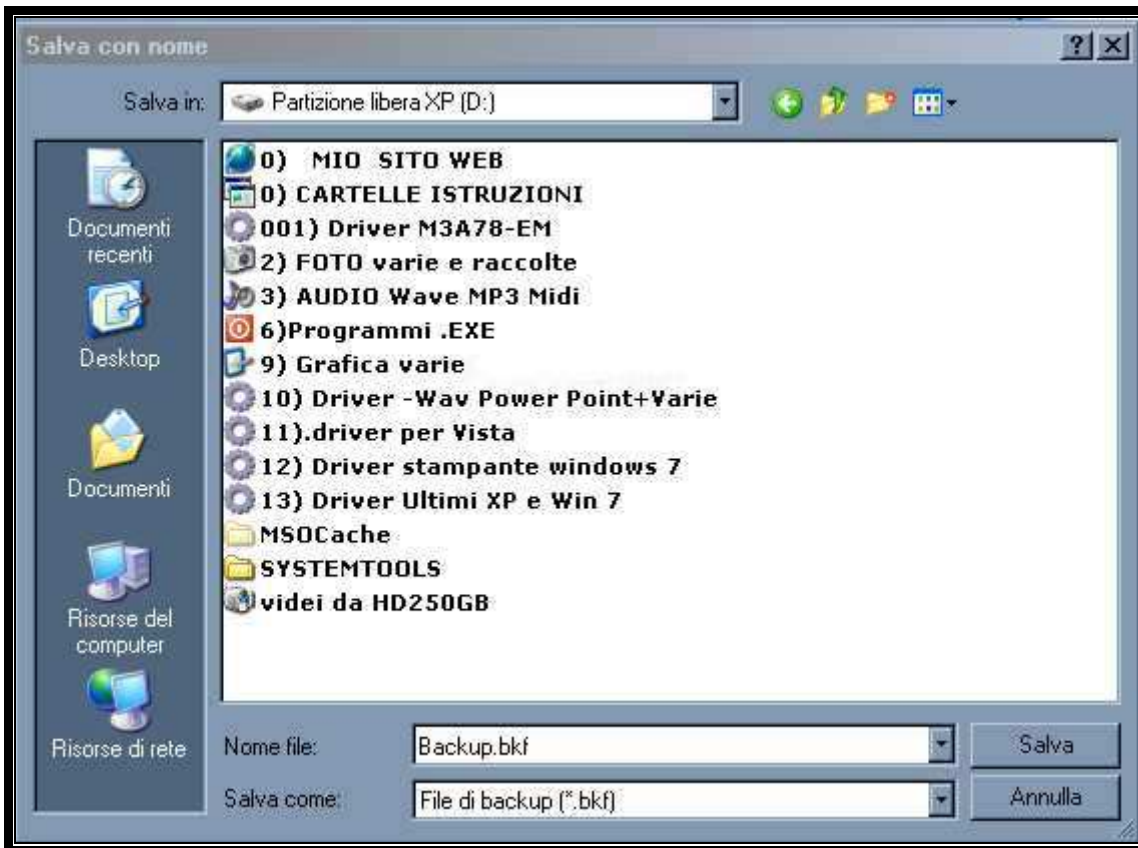 Salva con nome
Salva in: Partizione libera XP (D:)
Documenti recenti
Desktop
Documenti
Risorse del computer
Risorse di rete
0) MIO SITO WEB
0) CARTELLE ISTRUZIONI
001) Driver M3A78-EM
2) FOTO varie e raccolte
3) AUDIO Wave MP3 Midi
6)Programmi .EXE
9) Grafica varie
10) Driver -Wav Power Point+Varie
11).driver per Vista
12) Driver stampante windows 7
13) Driver Ultimi XP e Win 7
MSOCache
SYSTEMTOOLS
videi da HD250GB
Nome file: Backup.bkf Salva
Salva come: File di backup (*.bkf) Annulla